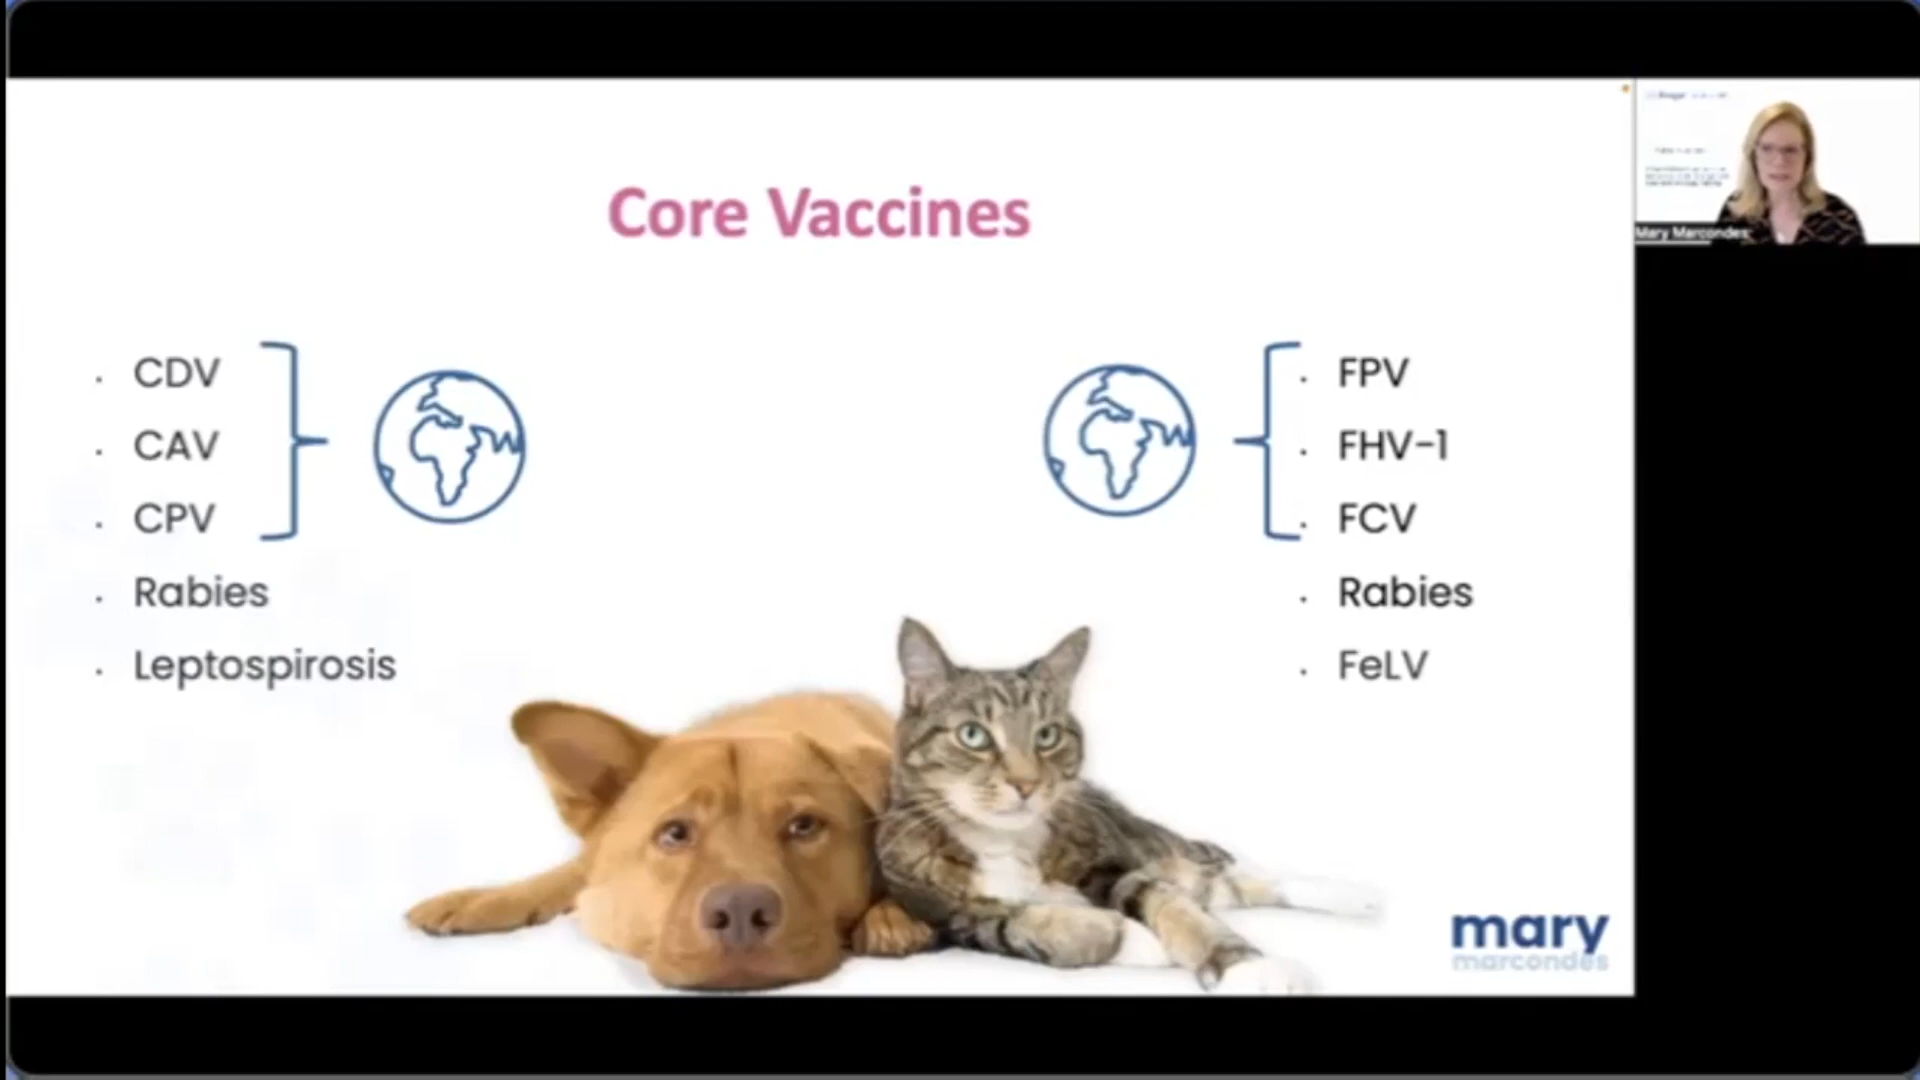 Core Vaccines
CDV
CAV
CPV
Rabies
Leptospirosis
FPV
FHV-1
FCV
Rabies
FeLV
mary
marcondes
Mary Marcondes